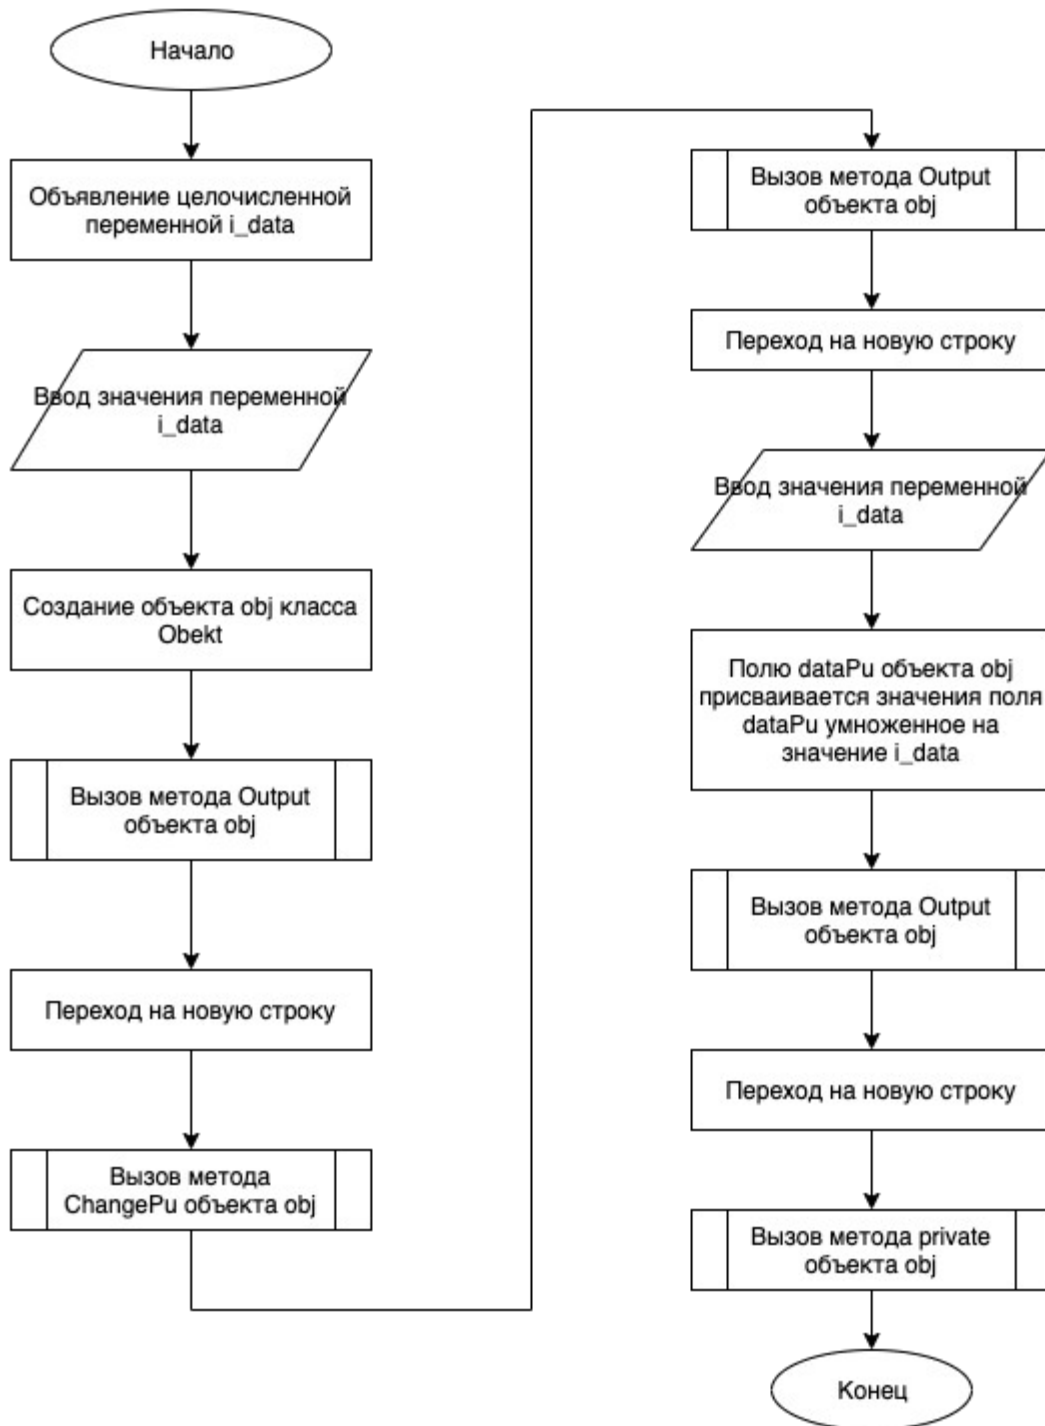 Начало
Объявление целочисленной
переменной i_data
Ввод значения переменной
i_data
Создание объекта obj класса
Obekt
Вызов метода Output
объекта obj
Переход на новую строку
Вызов метода
ChangePu объекта obj
Вызов метода Output
объекта obj
Переход на новую строку
Ввод значения переменной
i_data
Полю dataPu объекта obj
присваивается значения поля
dataPu умноженное на
значение i_data
Вызов метода Output
объекта obj
Переход на новую строку
Вызов метода private
объекта obj
Конец